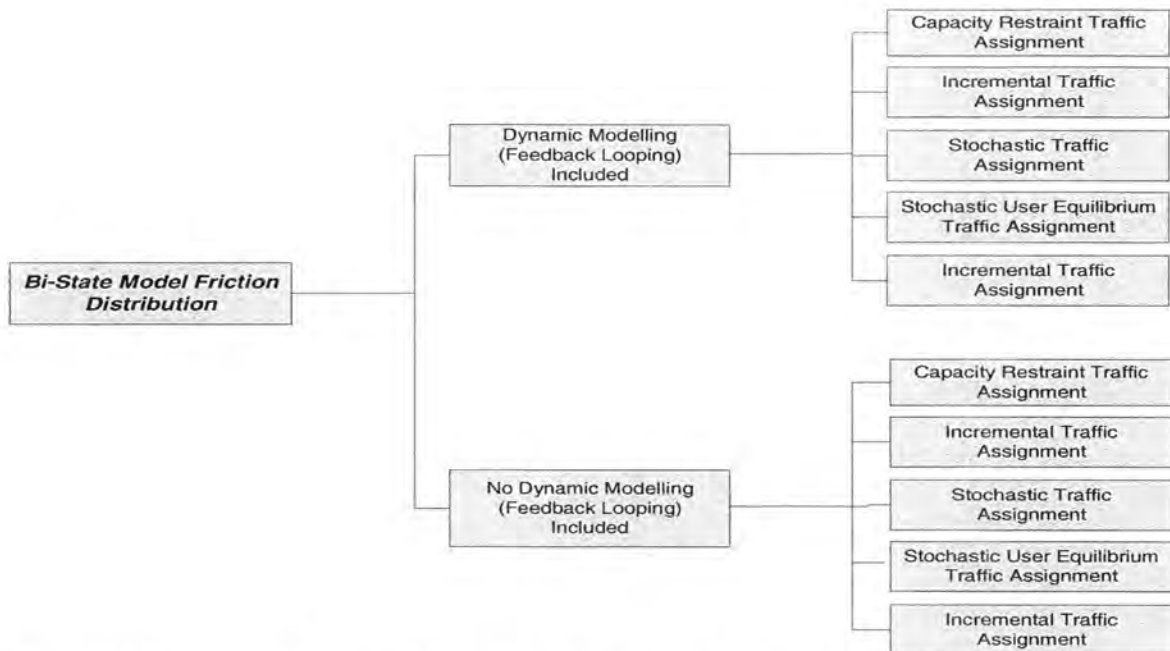 Capacity Restraint Traffic
Assignment
Incremental Traffic
Assignment
Dynamic Modelling
(Feedback Looping)
Included
Stochastic Traffic
Assignment
Stochastic User Equilibrium
Traffic Assignment
Incremental Traffic
Assignment
Bi-State Model Friction
Distribution
Capacity Restraint Traffic
Assignment
Incremental Traffic
Assignment
No Dynamic Modelling
(Feedback Looping)
Included
Stochastic Traffic
Assignment
Stochastic User Equilibrium
Traffic Assignment
Incremental Traffic
Assignment